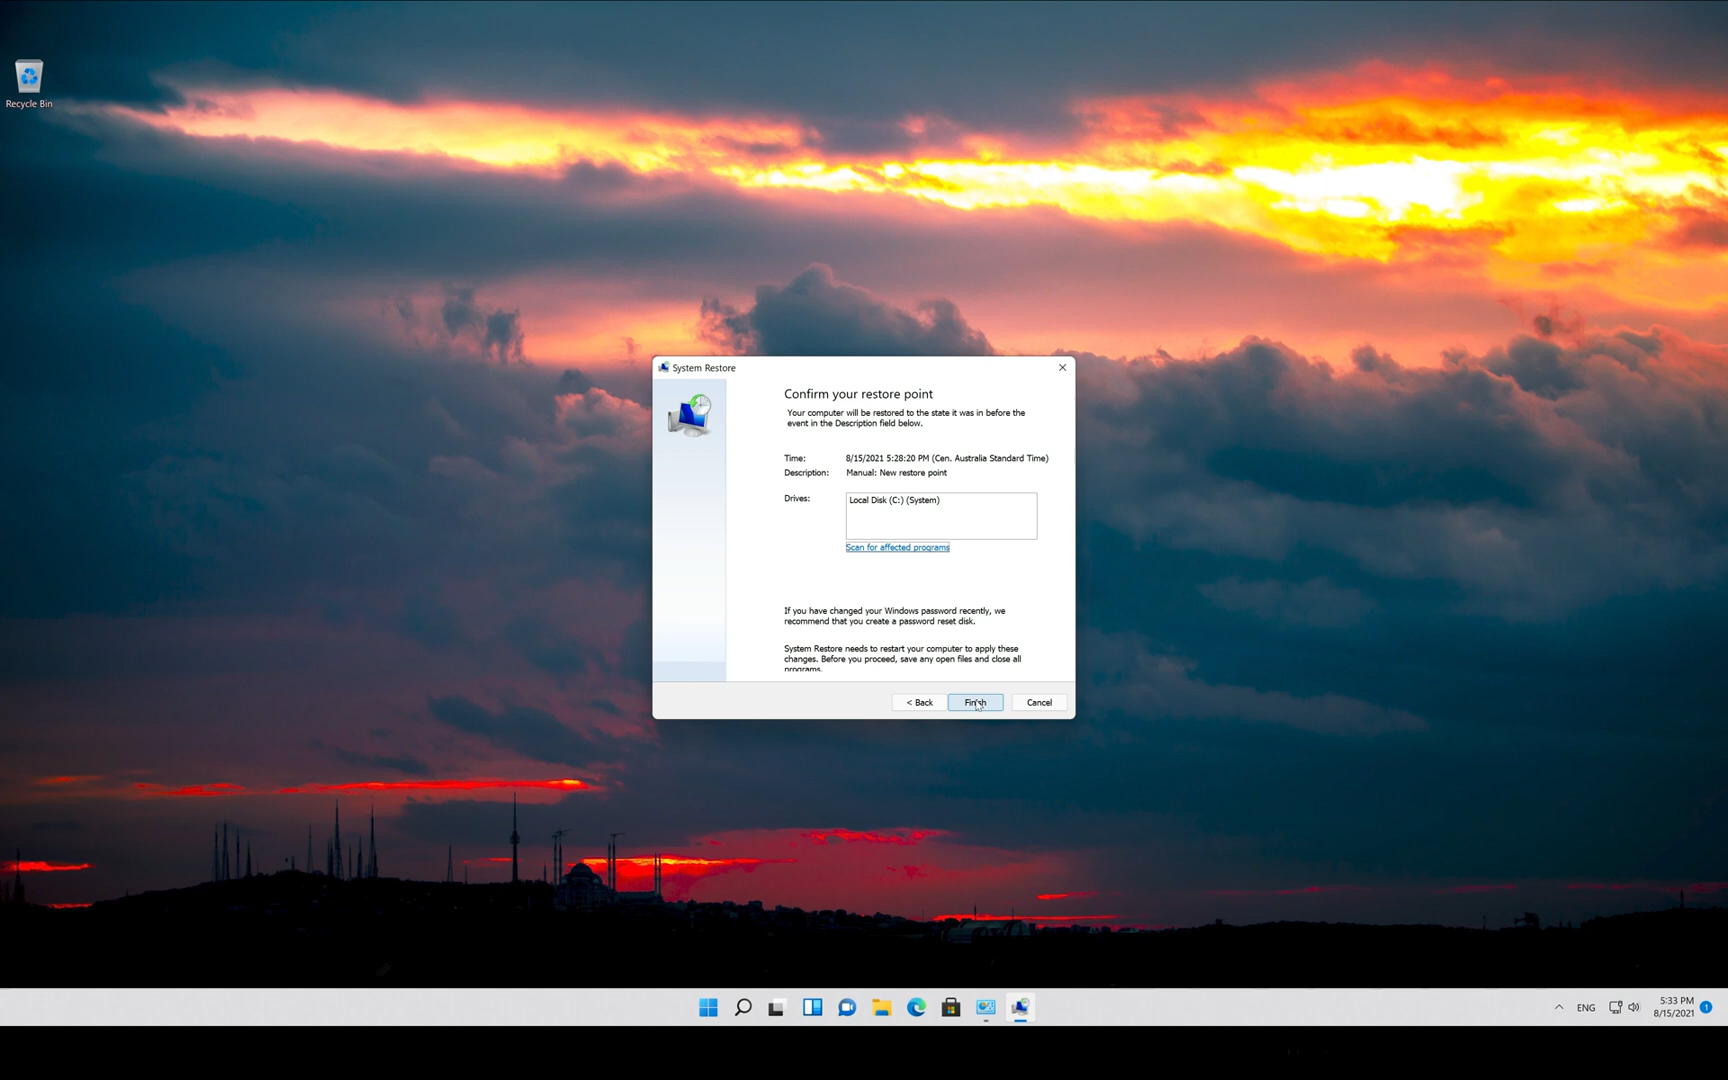 Recycle Bin
System Restore
Confirm your restore point
Your computer will be restored to the state it was in before the
event in the Description field below.
Time: 8/15/2021 5:28:20 PM (Cen. Australia Standard Time)
Description: Manual: New restore point
Drives: Local Disk (C:) (System)
Scan for affected programs
If you have changed your Windows password recently, we
recommend that you create a password reset disk.
System Restore needs to restart your computer to apply these
changes. Before you proceed, save any open files and close all
programs.
< Back Finish Cancel
ENG
5:33 PM
8/15/2021
1